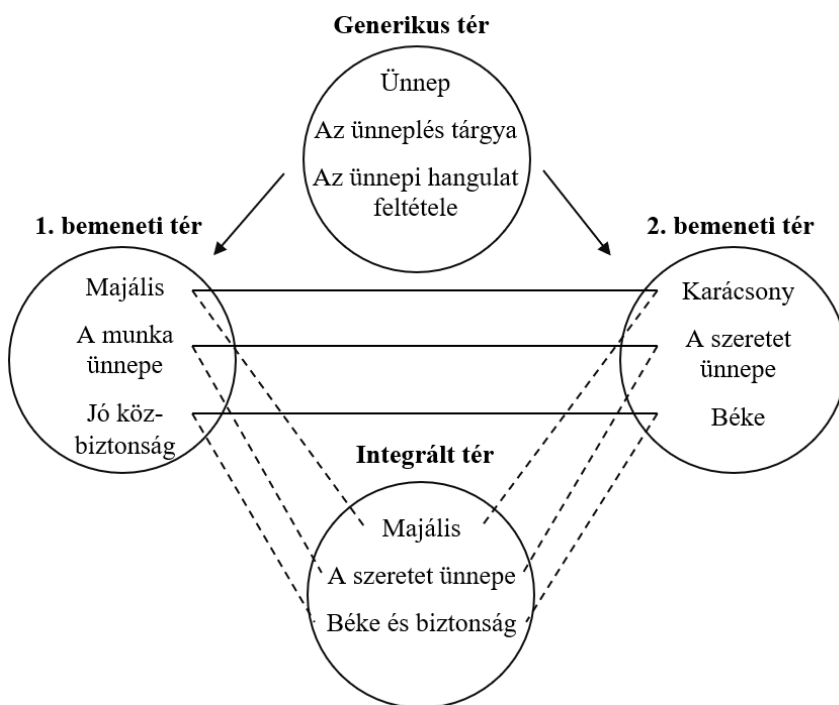 Generikus tér
Ünnep
Az ünneplés tárgya
Az ünnepi hangulat
feltétele
1. bemeneti tér
Majális
A munka
ünnepe
Jó köz-
biztonság
2. bemeneti tér
Karácsony
A szeretet
ünnepe
Béke
Integrált tér
Majális
A szeretet ünnepe
Béke és biztonság